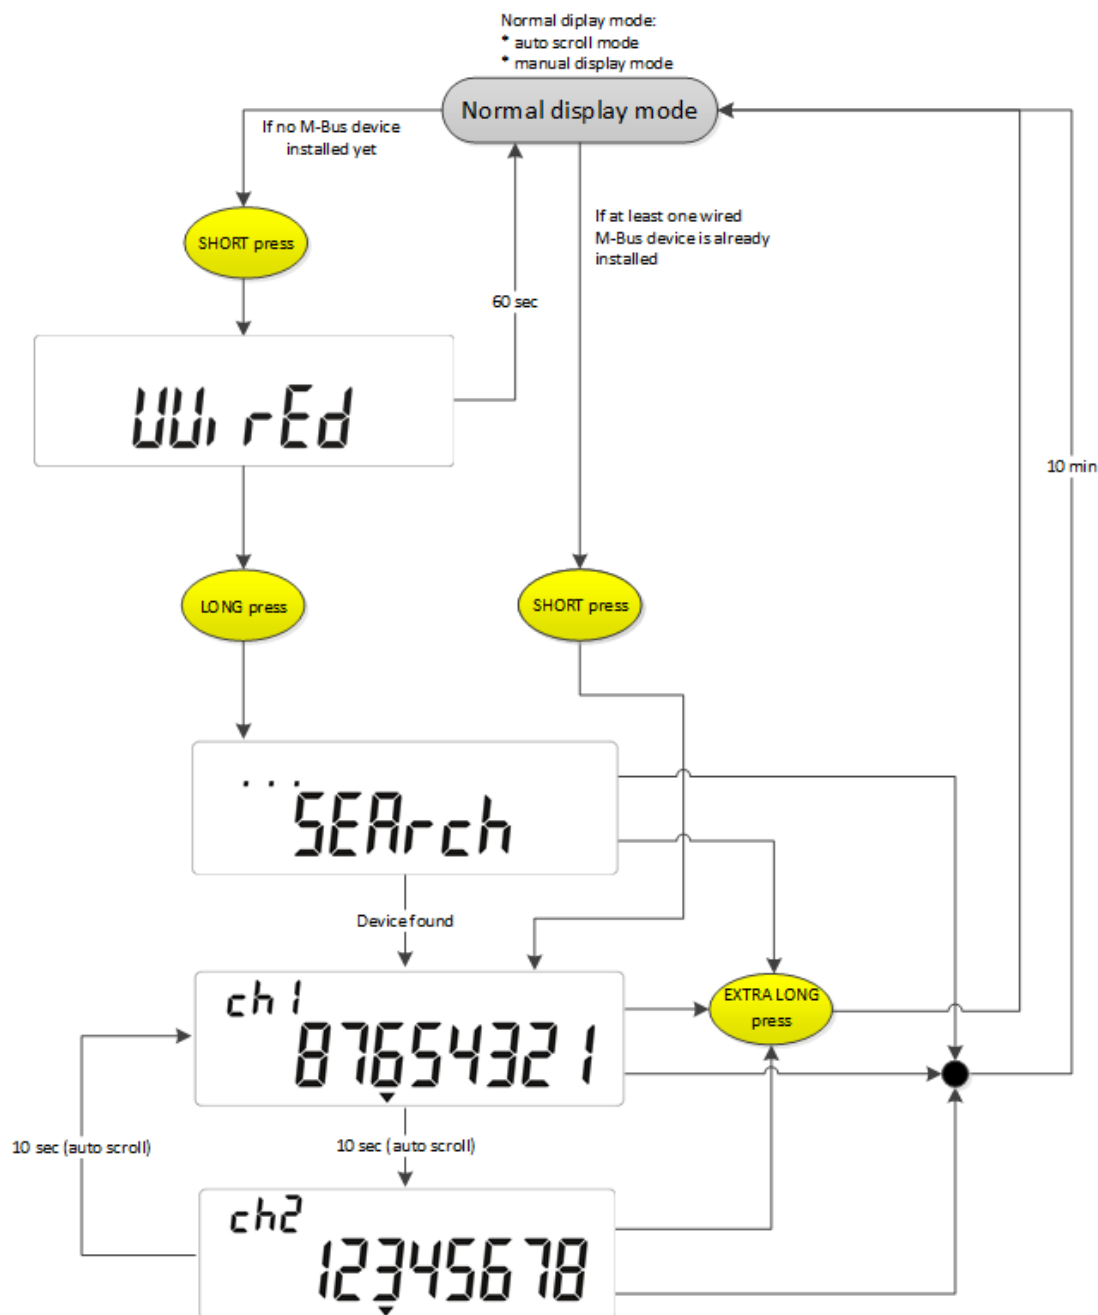 Normal diplay mode:
* auto scroll mode
* manual display mode
Normal display mode
If no M-Bus device
installed yet
If at least one wired
M-Bus device is already
installed
SHORT press
60 sec
UUirEd
10 min
LONG press
SHORT press
...
SEArch
Device found
ch1
87654321
EXTRA LONG
press
10 sec (auto scroll)
10 sec (auto scroll)
ch2
12345678